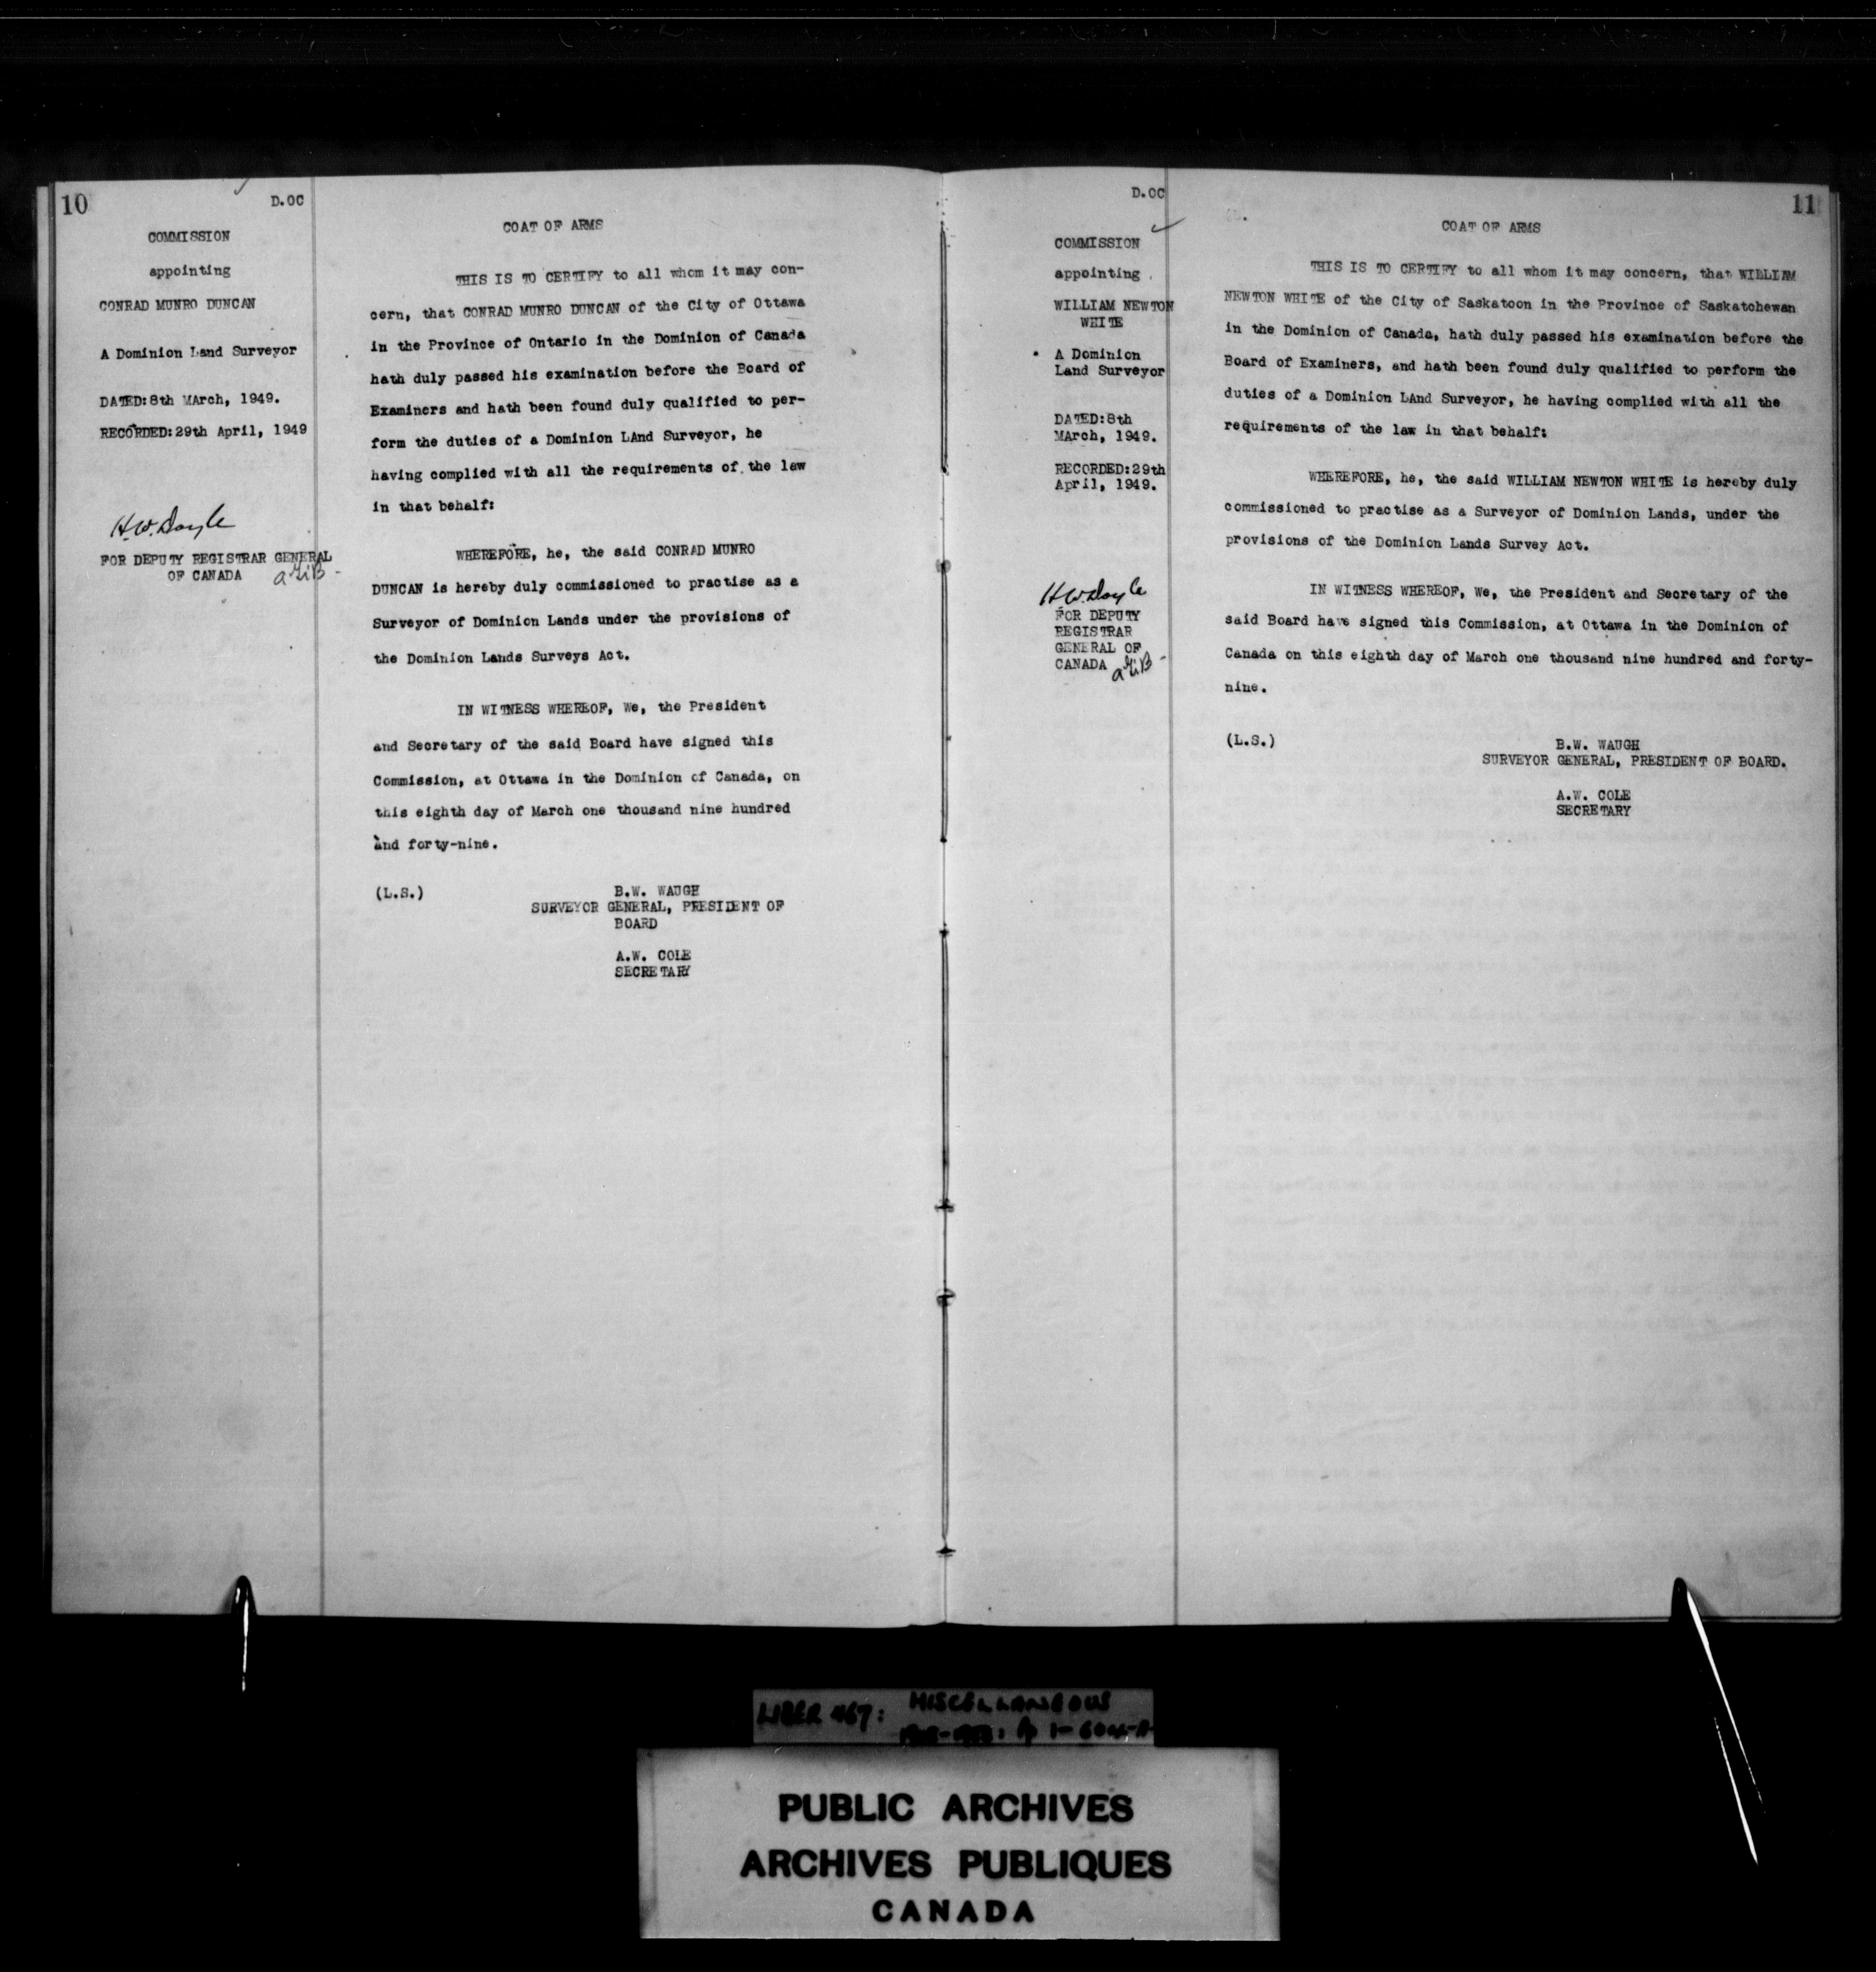 10
D.OC
COMMISSION
appointing
CONRAD MUNRO DUNCAN
A Dominion Land Surveyor
DATED:8th MArch, 1949.
RECORDED:29th April, 1949
H.W. Doyle
FOR DEPUTY REGISTRAR GENERAL
OF CANADA
COAT OF ARMS
THIS IS TO CERTIFY to all whom it may con-
cern, that CONRAD MUNRO DUNCAN of the City of Ottawa
in the Province of Ontario in the Dominion of Canada
hath duly passed his examination before the Board of
Examiners and hath been found duly qualified to per-
form the duties of a Dominion LAnd Surveyor, he
having complied with all the requirements of the law
in that behalf:
WHEREFORE, he, the said CONRAD MUNRO
DUNCAN is hereby duly commissioned to practise as a
Surveyor of Dominion Lands under the provisions of
the Dominion Lands Surveys Act.
IN WITNESS WHEREOF, We, the President
and Secretary of the said Board have signed this
Commission, at Ottawa in the Dominion of Canada, on
this eighth day of March one thousand nine hundred
and forty-nine.
(L.S.)
B.W. WAUGH
SURVEYOR GENERAL, PRESIDENT OF
BOARD
A.W. COLE
SECRETARY
D.OC
COMMISSION
appointing
WILLIAM NEWTON
WHITE
A Dominion
Land Surveyor
DATED:8th
MArch, 1949.
RECORDED:29th
April, 1949.
H W Doyle
FOR DEPUTY
REGISTRAR
GENERAL OF
CANADA
11
COAT OF ARMS
THIS IS TO CERTIFY to all whom it may concern, that WILLIAM
NEWTON WHITE of the City of Saskatoon in the Province of Saskatchewan
in the Dominion of Canada, hath duly passed his examination before the
Board of Examiners, and hath been found duly qualified to perform the
duties of a Dominion LAnd Surveyor, he having complied with all the
requirements of the law in that behalf:
WHEREFORE, he, the said WILLIAM NEWTON WHITE is hereby duly
commissioned to practise as a Surveyor of Dominion Lands, under the
provisions of the Dominion Lands Survey Act.
IN WITNESS WHEREOF, We, the President and Secretary of the
said Board have signed this Commission, at Ottawa in the Dominion of
Canada on this eighth day of March one thousand nine hundred and forty-
nine.
(L.S.)
B.W. WAUGH
SURVEYOR GENERAL, PRESIDENT OF BOARD.
A.W. COLE
SECRETARY
LIBER 467: MISCELLANEOUS
PUBLIC ARCHIVES
ARCHIVES PUBLIQUES
CANADA